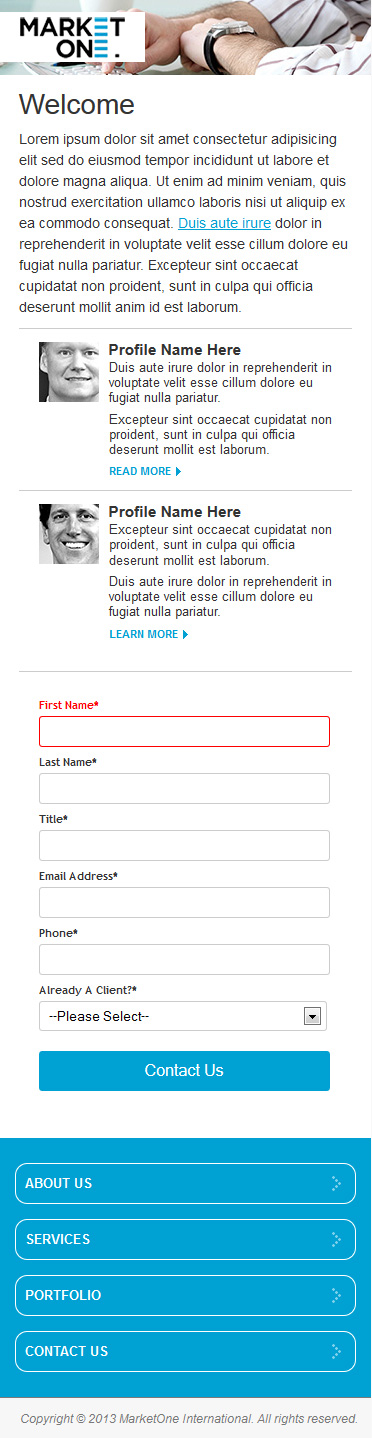 MARKET
ONE.
Welcome
Lorem ipsum dolor sit amet consectetur adipisicing
elit sed do eiusmod tempor incididunt ut labore et
dolore magna aliqua. Ut enim ad minim veniam, quis
nostrud exercitation ullamco laboris nisi ut aliquip ex
ea commodo consequat. Duis aute irure dolor in
reprehenderit in voluptate velit esse cillum dolore eu
fugiat nulla pariatur. Excepteur sint occaecat
cupidatat non proident, sunt in culpa qui officia
deserunt mollit anim id est laborum.
Profile Name Here
Duis aute irure dolor in reprehenderit in
voluptate velit esse cillum dolore eu
fugiat nulla pariatur.
Excepteur sint occaecat cupidatat non
proident, sunt in culpa qui officia
deserunt mollit est laborum.
READ MORE
Profile Name Here
Excepteur sint occaecat cupidatat non
proident, sunt in culpa qui officia
deserunt mollit est laborum.
Duis aute irure dolor in reprehenderit in
voluptate velit esse cillum dolore eu
fugiat nulla pariatur.
LEARN MORE
First Name*
Last Name*
Title*
Email Address*
Phone*
Already A Client?*
--Please Select--
Contact Us
ABOUT US
SERVICES
PORTFOLIO
CONTACT US
Copyright © 2013 MarketOne International. All rights reserved.